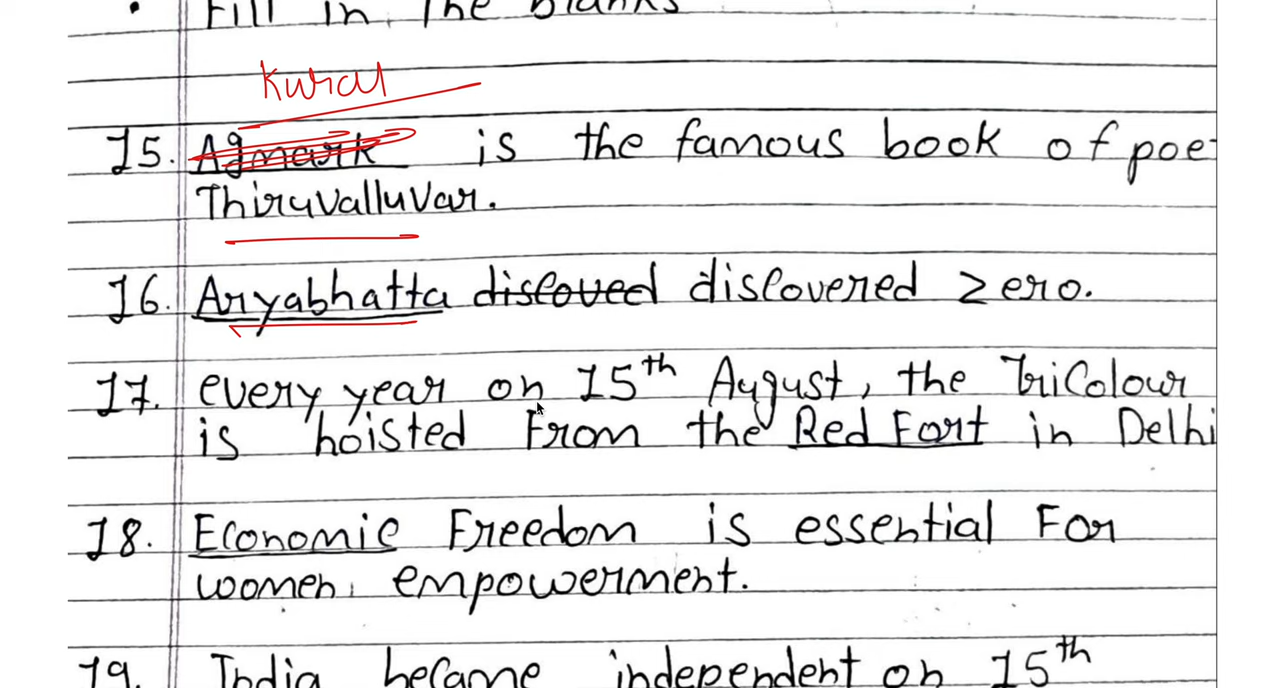 • Fill in The blanks
Kural
15. Agmark is the famous book of poe
Thiruvalluvar.
16. Aryabhatta discoved discovered zero.
17. every year on 15th August, the TriColour
is hoisted From the Red Fort in Delhi
18. Economic Freedom is essential For
women empowerment.
19. India became independent on 15th